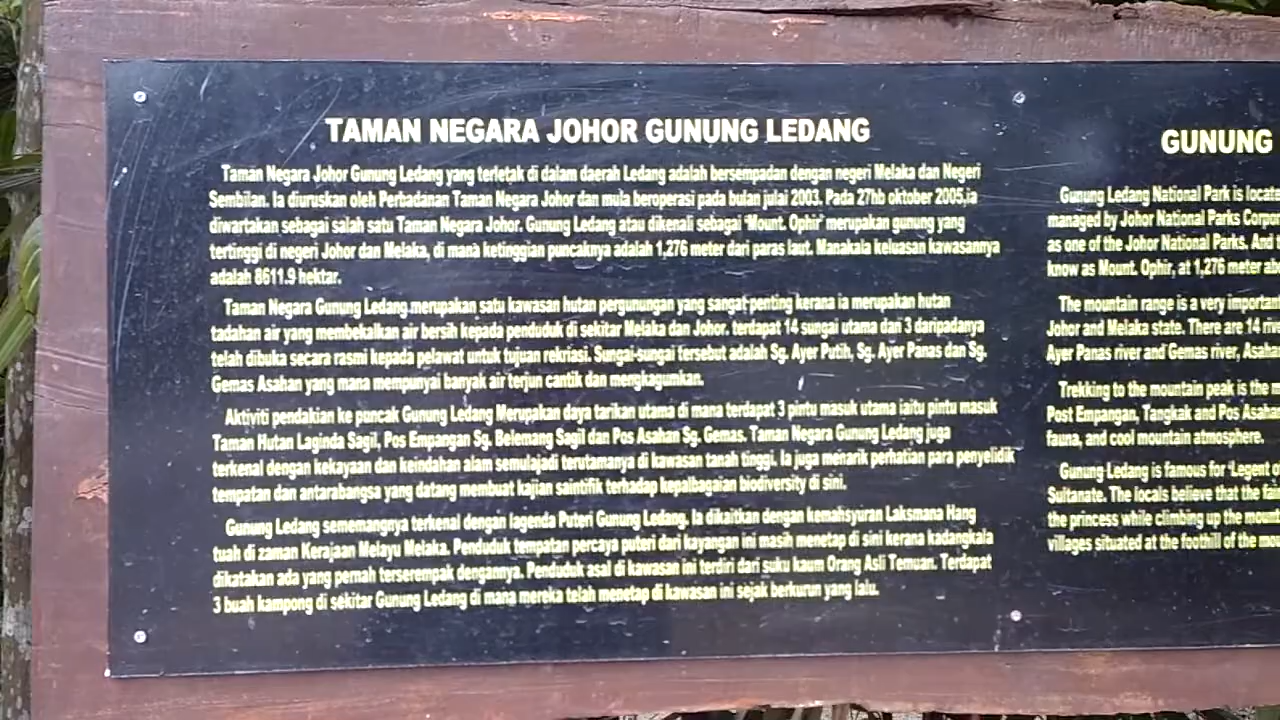 TAMAN NEGARA JOHOR GUNUNG LEDANG
Taman Negara Johor Gunung Ledang yang terletak di dalam daerah Ledang adalah bersempadan dengan negeri Melaka dan Negeri
Sembilan. Ia diuruskan oleh Perbadanan Taman Negara Johor dan mula beroperasi pada bulan julai 2003. Pada 27hb oktober 2005,ia
diwartakan sebagai salah satu Taman Negara Johor. Gunung Ledang atau dikenali sebagai 'Mount. Ophir' merupakan gunung yang
tertinggi di negeri Johor dan Melaka, di mana ketinggian puncaknya adalah 1,276 meter dari paras laut. Manakala keluasan kawasannya
adalah 8611.9 hektar.
Taman Negara Gunung Ledang merupakan satu kawasan hutan pergunungan yang sangat penting kerana ia merupakan hutan
tadahan air yang membekalkan air bersih kepada penduduk di sekitar Melaka dan Johor. terdapat 14 sungai utama dan 3 daripadanya
telah dibuka secara rasmi kepada pelawat untuk tujuan rekriasi. Sungai-sungai tersebut adalah Sg. Ayer Putih, Sg. Ayer Panas dan Sg.
Gemas Asahan yang mana mempunyai banyak air terjun cantik dan mengkagumkan.
Aktiviti pendakian ke puncak Gunung Ledang Merupakan daya tarikan utama di mana terdapat 3 pintu masuk utama iaitu pintu masuk
Taman Hutan Laginda Sagil, Pos Empangan Sg. Belemang Sagil dan Pos Asahan Sg. Gemas. Taman Negara Gunung Ledang juga
terkenal dengan kekayaan dan keindahan alam semulajadi terutamanya di kawasan tanah tinggi. Ia juga menarik perhatian para penyelidik
tempatan dan antarabangsa yang datang membuat kajian saintifik terhadap kepalbagaian biodiversity di sini.
Gunung Ledang sememangnya terkenal dengan lagenda Puteri Gunung Ledang. Ia dikaitkan dengan kemahsyuran Laksmana Hang
tuah di zaman Kerajaan Melayu Melaka. Penduduk tempatan percaya puteri dari kayangan ini masih menetap di sini kerana kadangkala
dikatakan ada yang pernah terserempak dengannya. Penduduk asal di kawasan ini terdiri dari suku kaum Orang Asli Temuan. Terdapat
3 buah kampong di sekitar Gunung Ledang di mana mereka telah menetap di kawasan ini sejak berkurun yang lalu.
GUNUNG
Gunung Ledang National Park is
managed by Johor National Parks
as one of the Johor National Parks. And
know as Mount. Ophir, at 1,276 meter
The mountain range is a very
Johor and Melaka state. There are 14
Ayer Panas river and Gemas river,
Trekking to the mountain peak is the
Post Empangan, Tangkak and Pos
fauna, and cool mountain atmosphere.
Gunung Ledang is famous for 'Legent
Sultanate. The locals believe that the
the princess while climbing up the
villages situated at the foothill of the